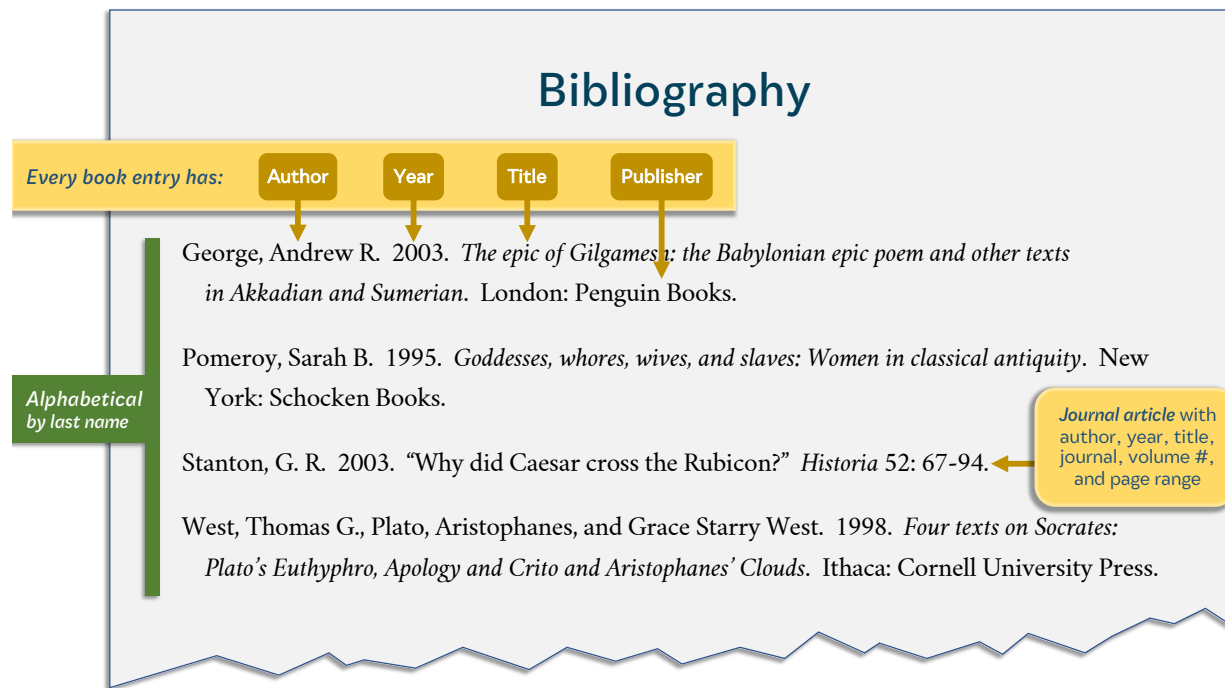 Bibliography
Every book entry has: Author Year Title Publisher
George, Andrew R. 2003. The epic of Gilgamesh: the Babylonian epic poem and other texts
in Akkadian and Sumerian. London: Penguin Books.
Pomeroy, Sarah B. 1995. Goddesses, whores, wives, and slaves: Women in classical antiquity. New
York: Schocken Books.
Alphabetical
by last name
Stanton, G. R. 2003. “Why did Caesar cross the Rubicon?” Historia 52: 67-94.
Journal article with
author, year, title,
journal, volume #,
and page range
West, Thomas G., Plato, Aristophanes, and Grace Starry West. 1998. Four texts on Socrates:
Plato’s Euthyphro, Apology and Crito and Aristophanes’ Clouds. Ithaca: Cornell University Press.